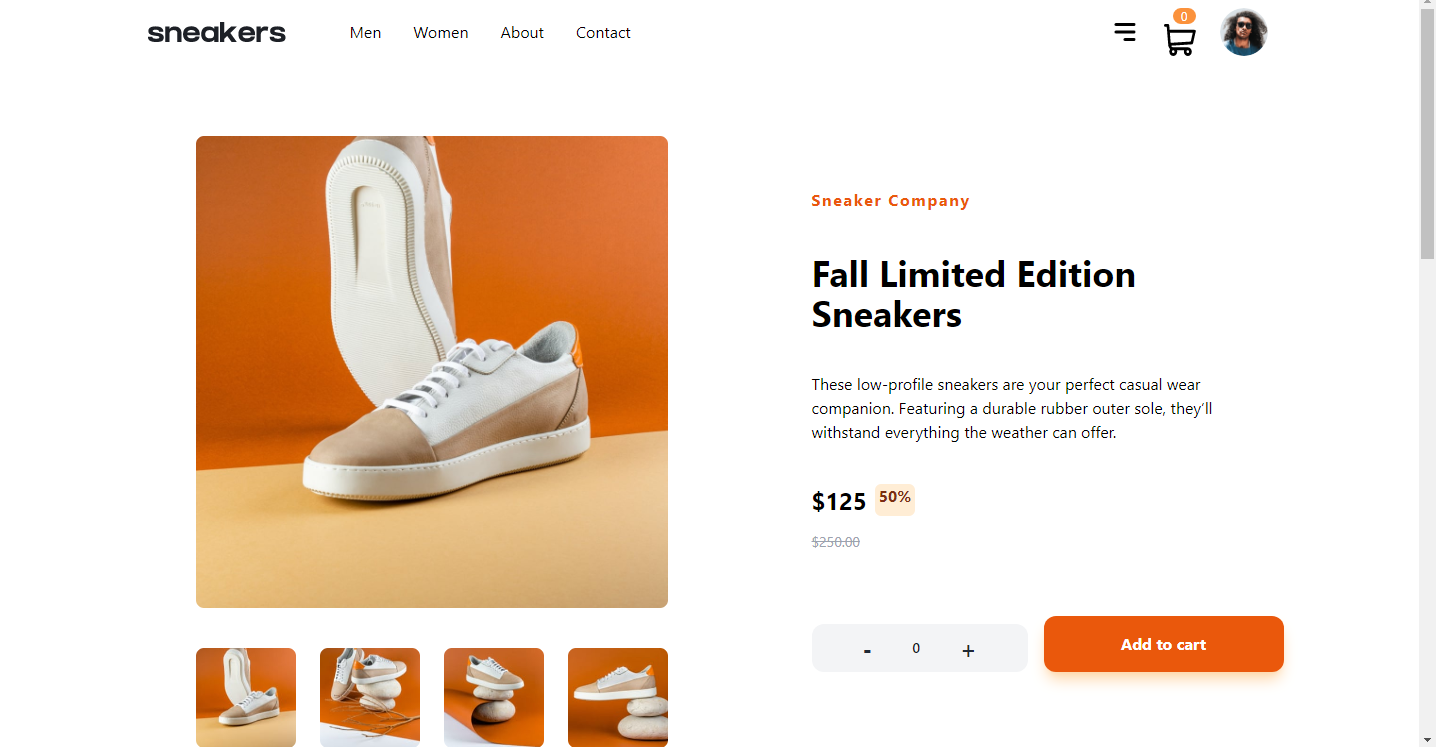 sneakers
Men
Women
About
Contact
0
Sneaker Company
Fall Limited Edition
Sneakers
These low-profile sneakers are your perfect casual wear
companion. Featuring a durable rubber outer sole, they’ll
withstand everything the weather can offer.
$125
50%
$250.00
-
0
+
Add to cart